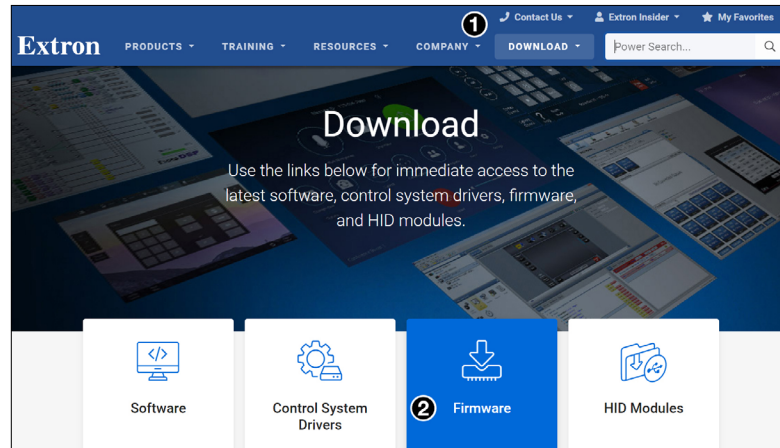 1
Contact Us
Extron Insider
My Favorites
Extron
PRODUCTS
TRAINING
RESOURCES
COMPANY
DOWNLOAD
Power Search...
Download
Use the links below for immediate access to the
latest software, control system drivers, firmware,
and HID modules.
Software
Control System
Drivers
2
Firmware
HID Modules